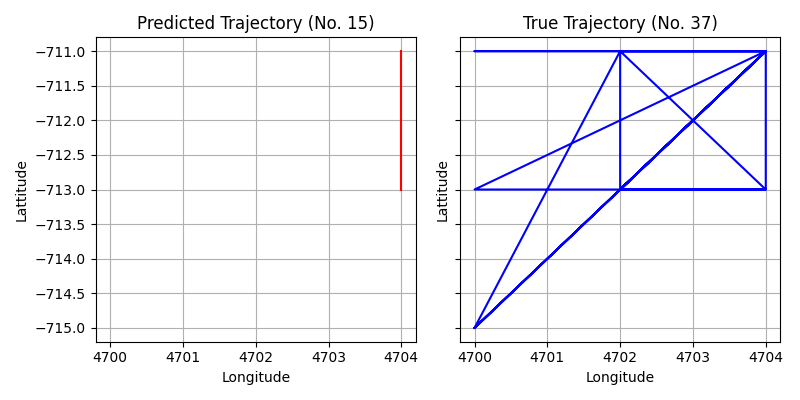 Predicted Trajectory (No. 15)
True Trajectory (No. 37)
−711.0
−711.5
−712.0
−712.5
−713.0
−713.5
−714.0
−714.5
−715.0
Lattitude
Lattitude
4700 4701 4702 4703 4704
4700 4701 4702 4703 4704
Longitude
Longitude